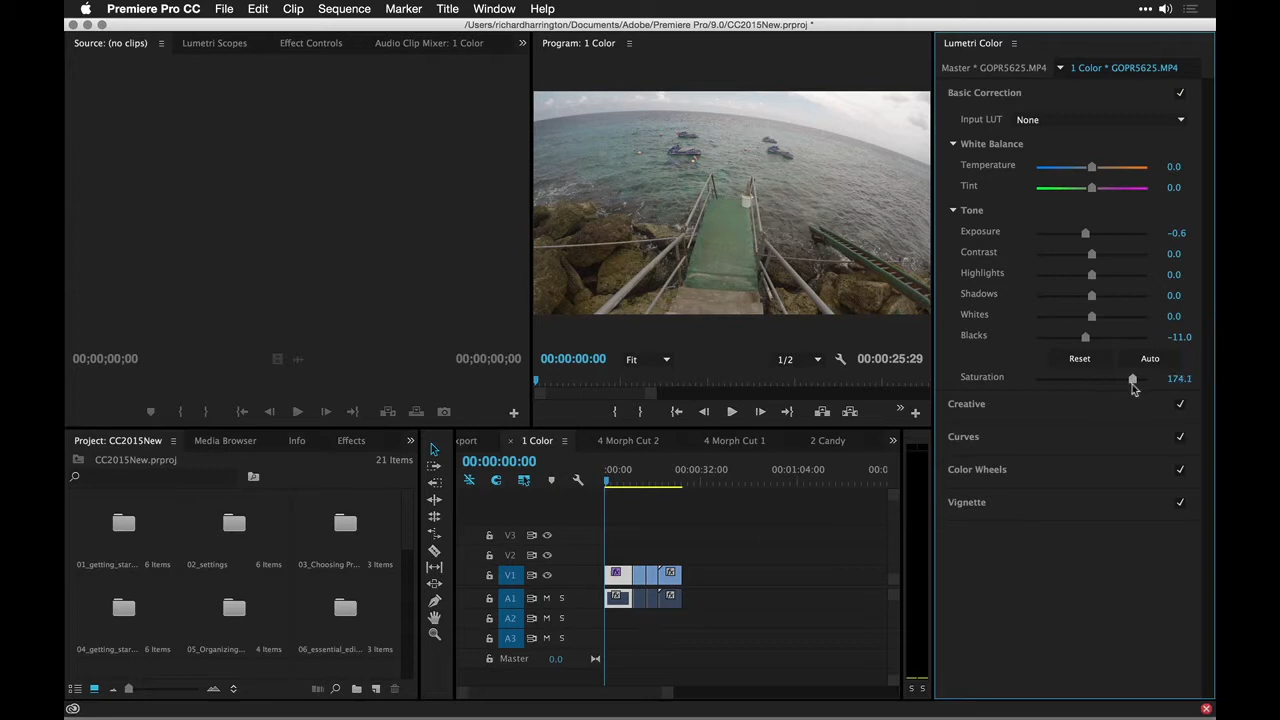 Premiere Pro CC File Edit Clip Sequence Marker Title Window Help
/Users/richardharrington/Documents/Adobe/Premiere Pro/9.0/CC2015New.prproj *
Source: (no clips) Lumetri Scopes Effect Controls Audio Clip Mixer: 1 Color
00;00;00;00 00;00;00;00
Program: 1 Color
00:00:00:00 Fit 1/2 00:00:25:29
Lumetri Color
Master * GOPR5625.MP4 1 Color * GOPR5625.MP4
Basic Correction
Input LUT None
White Balance
Temperature 0.0
Tint 0.0
Tone
Exposure -0.6
Contrast 0.0
Highlights 0.0
Shadows 0.0
Whites 0.0
Blacks -11.0
Reset Auto
Saturation 174.1
Creative
Curves
Color Wheels
Vignette
Project: CC2015New Media Browser Info Effects
CC2015New.prproj 21 Items
01_getting_star... 6 Items 02_settings 6 Items 03_Choosing Pr... 3 Items
04_getting_star... 6 Items 05_Organizing... 4 Items 06_essential_edi... 3 Items
xport 1 Color 4 Morph Cut 2 4 Morph Cut 1 2 Candy
00:00:00:00 :00:00 00:00:32:00 00:01:04:00 00:0
V3
V2
V1 fx fx
A1 M S fx fx
A2 M S
A3 M S
Master 0.0
S S